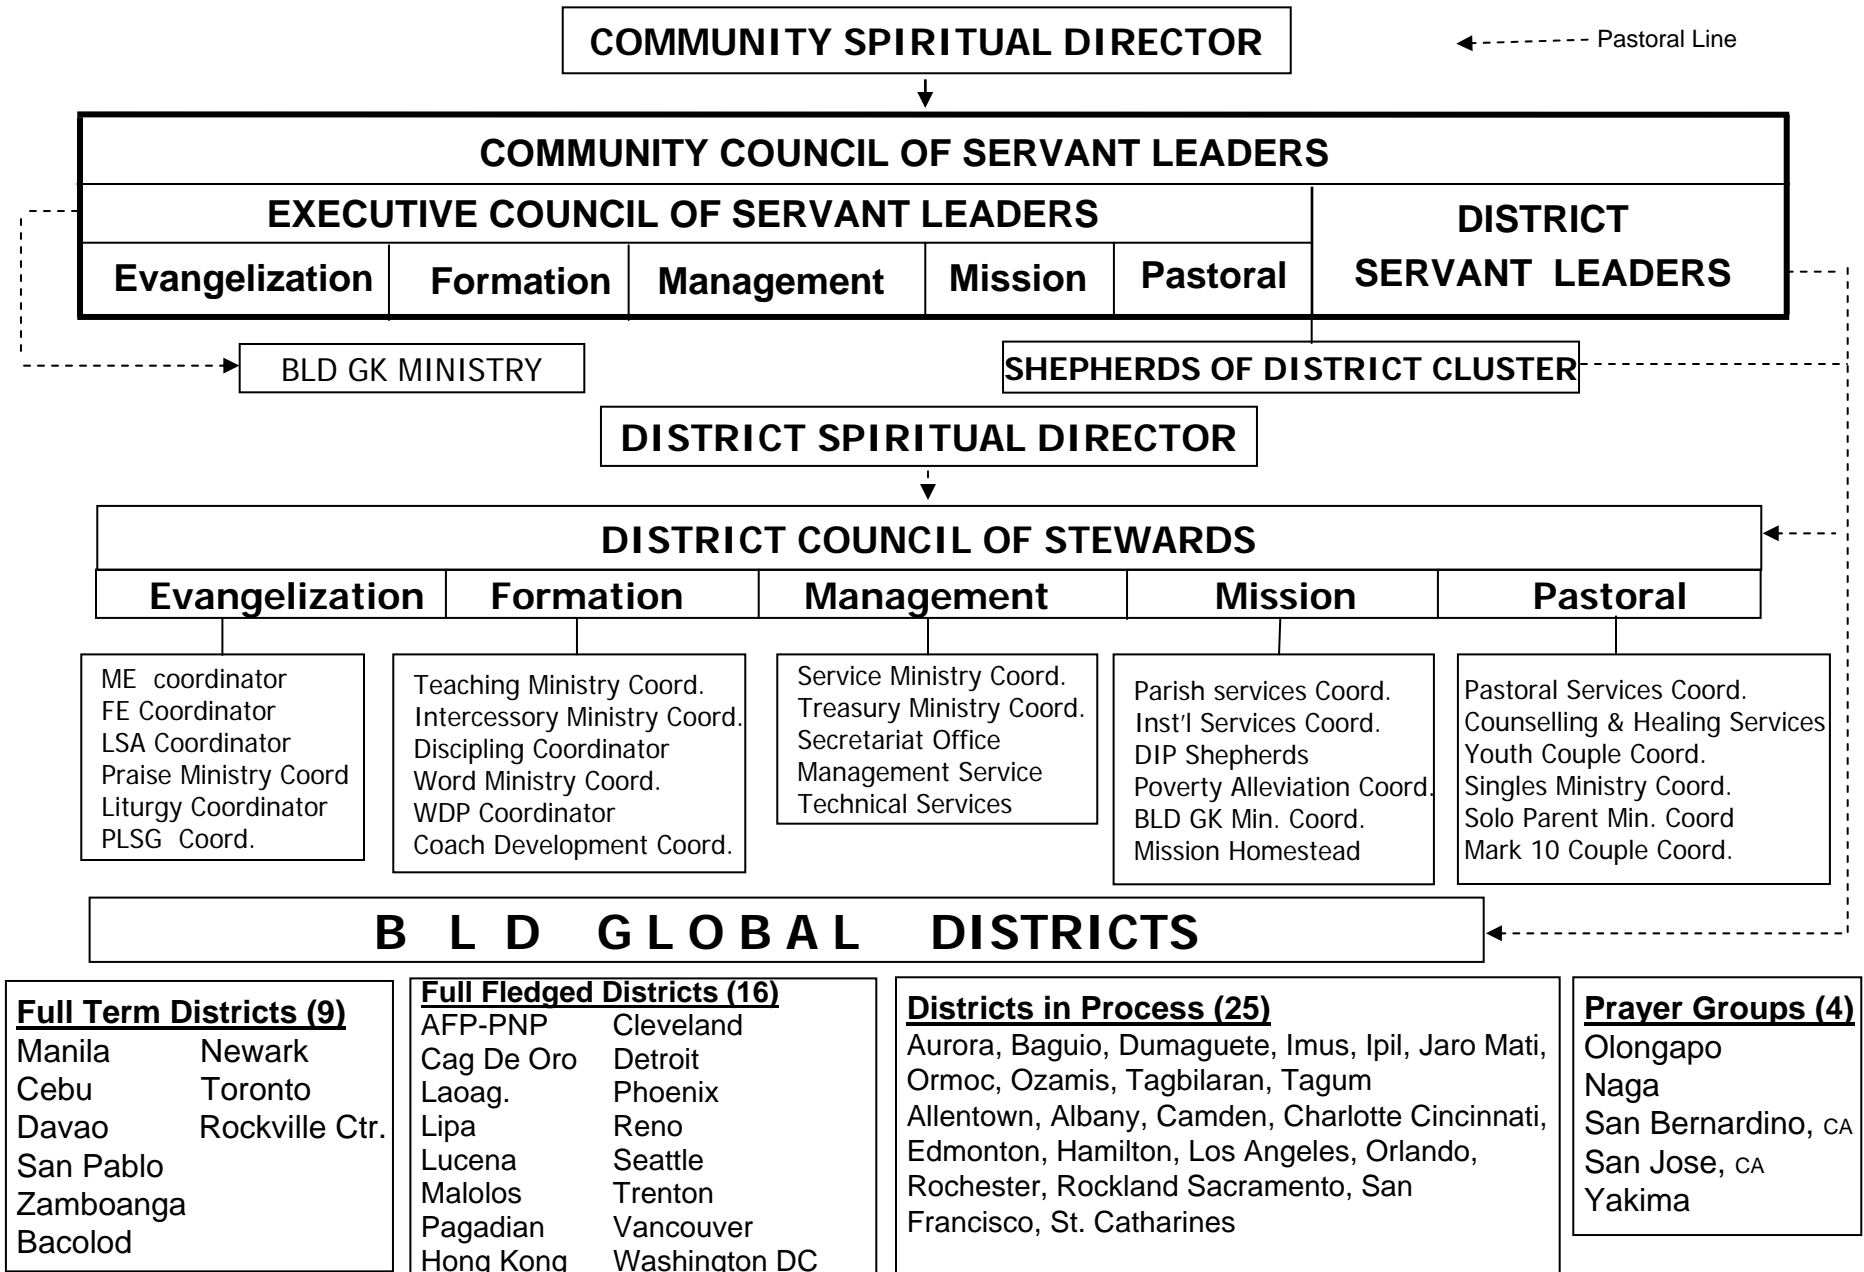 COMMUNITY SPIRITUAL DIRECTOR
Pastoral Line
COMMUNITY COUNCIL OF SERVANT LEADERS
EXECUTIVE COUNCIL OF SERVANT LEADERS
DISTRICT
SERVANT LEADERS
Evangelization
Formation
Management
Mission
Pastoral
BLD GK MINISTRY
SHEPHERDS OF DISTRICT CLUSTER
DISTRICT SPIRITUAL DIRECTOR
DISTRICT COUNCIL OF STEWARDS
Evangelization
Formation
Management
Mission
Pastoral
ME coordinator
FE Coordinator
LSA Coordinator
Praise Ministry Coord
Liturgy Coordinator
PLSG Coord.
Teaching Ministry Coord.
Intercessory Ministry Coord.
Discipling Coordinator
Word Ministry Coord.
WDP Coordinator
Coach Development Coord.
Service Ministry Coord.
Treasury Ministry Coord.
Secretariat Office
Management Service
Technical Services
Parish services Coord.
Inst'l Services Coord.
DIP Shepherds
Poverty Alleviation Coord.
BLD GK Min. Coord.
Mission Homestead
Pastoral Services Coord.
Counselling & Healing Services
Youth Couple Coord.
Singles Ministry Coord.
Solo Parent Min. Coord
Mark 10 Couple Coord.
B L D G L O B A L DISTRICTS
Full Term Districts (9)
Manila Newark
Cebu Toronto
Davao Rockville Ctr.
San Pablo
Zamboanga
Bacolod
Full Fledged Districts (16)
AFP-PNP Cleveland
Cag De Oro Detroit
Laoag. Phoenix
Lipa Reno
Lucena Seattle
Malolos Trenton
Pagadian Vancouver
Hong Kong Washington DC
Districts in Process (25)
Aurora, Baguio, Dumaguete, Imus, Ipil, Jaro Mati,
Ormoc, Ozamis, Tagbilaran, Tagum
Allentown, Albany, Camden, Charlotte Cincinnati,
Edmonton, Hamilton, Los Angeles, Orlando,
Rochester, Rockland Sacramento, San
Francisco, St. Catharines
Prayer Groups (4)
Olongapo
Naga
San Bernardino, CA
San Jose, CA
Yakima